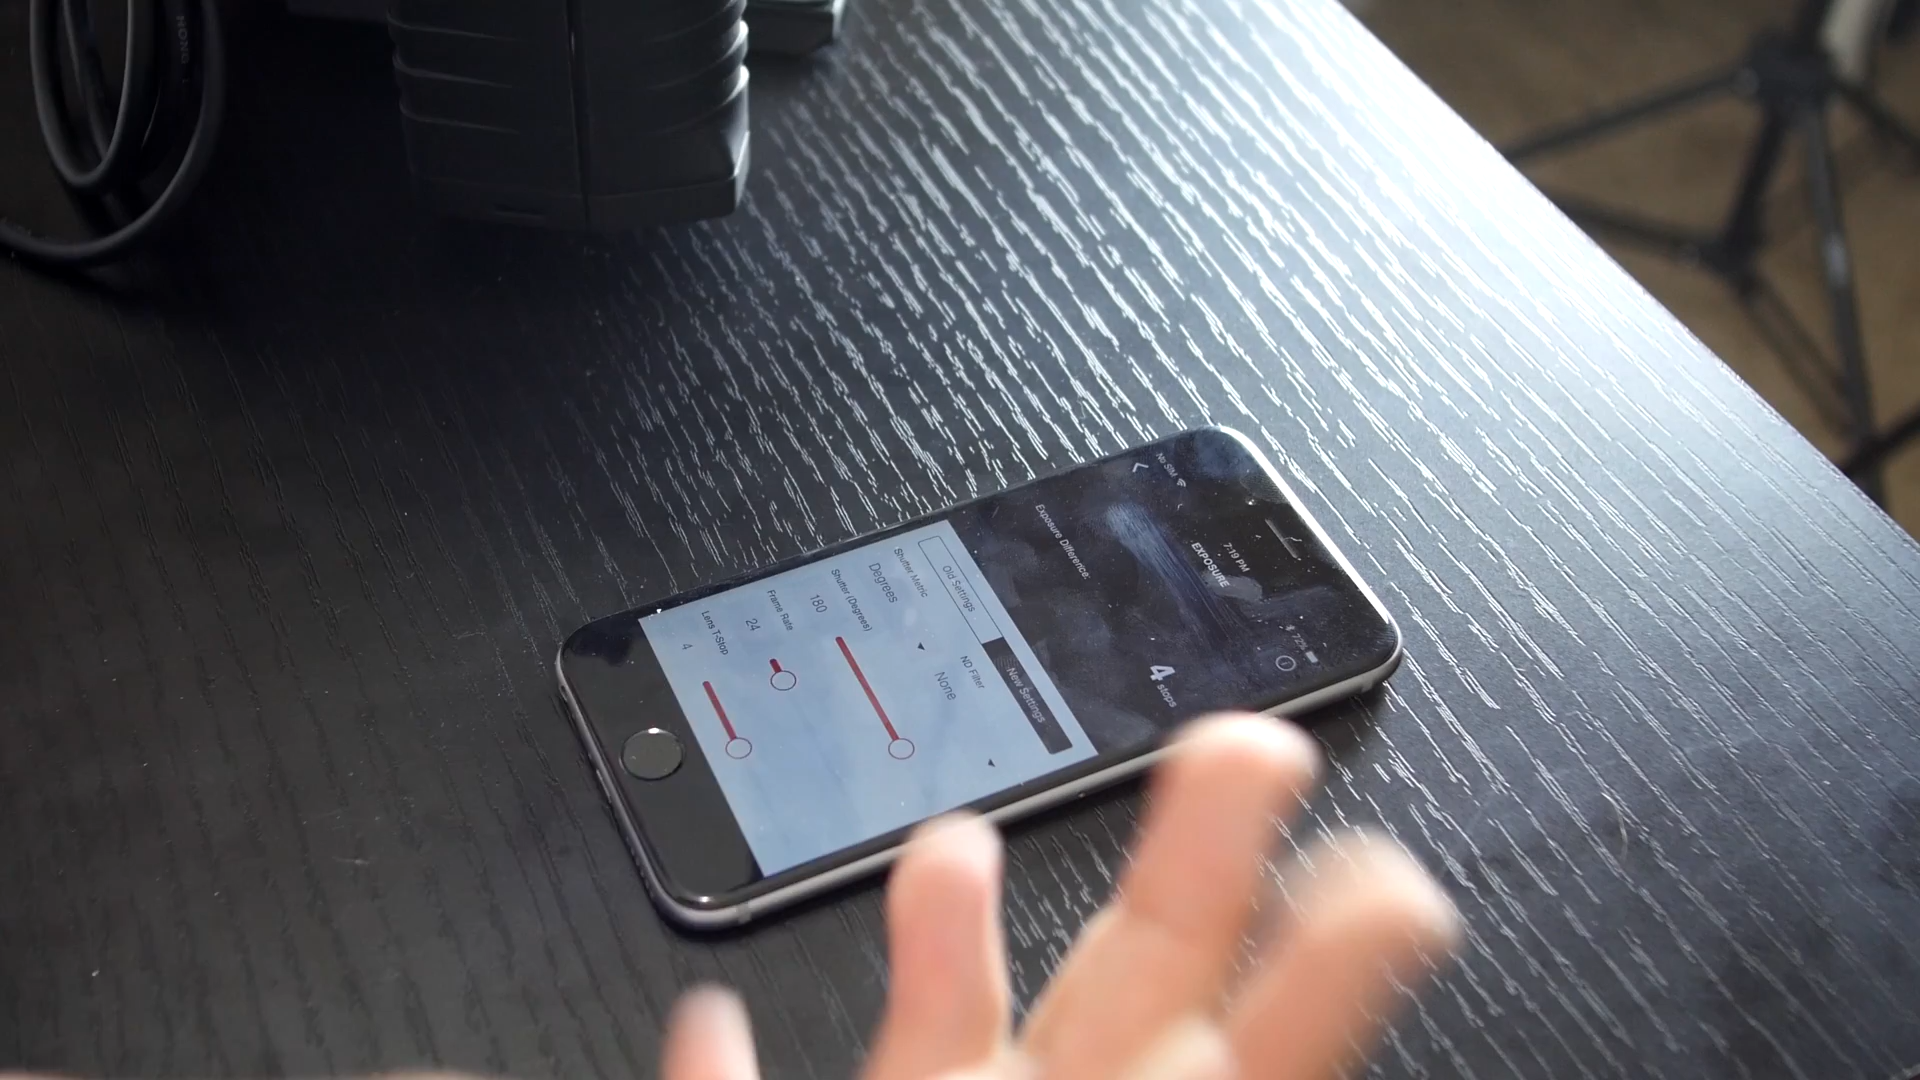 No SIM 7:19 PM 72%
EXPOSURE
Exposure Difference:
4 stops
Old Settings New Settings
Shutter Metric ND Filter
Degrees None
Shutter (Degrees)
180
Frame Rate
24
Lens T-Stop
4